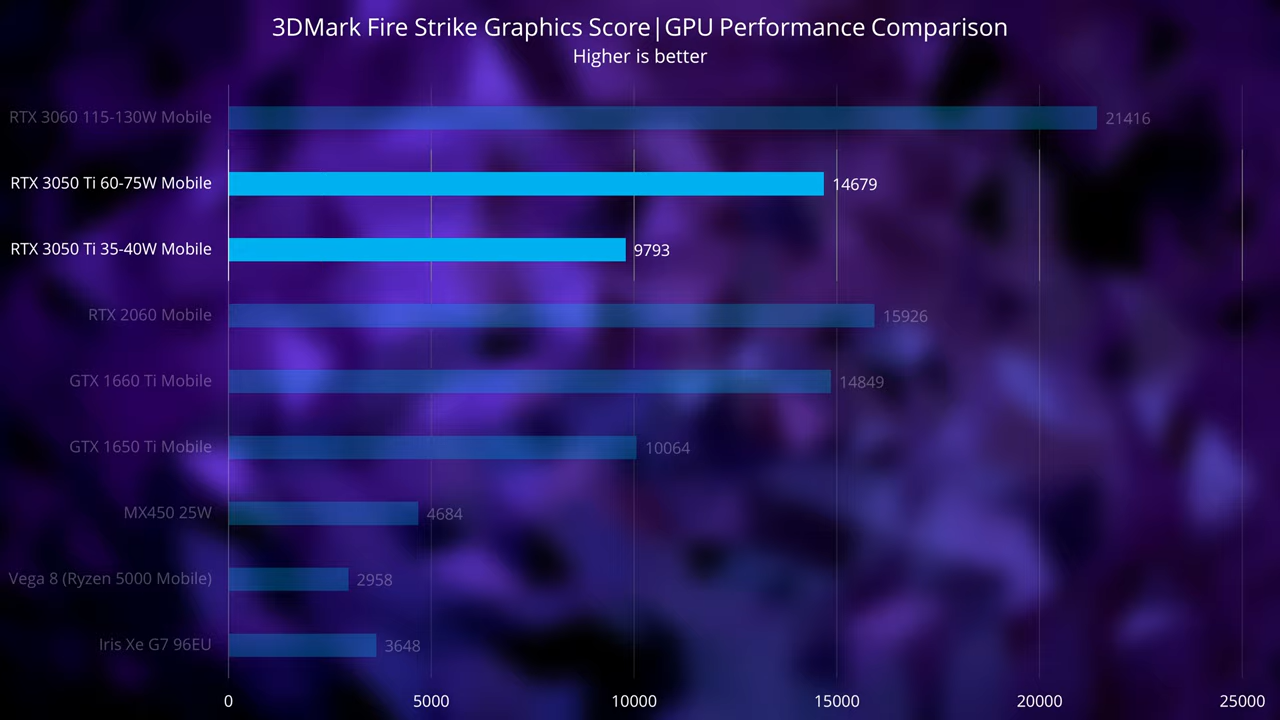 3DMark Fire Strike Graphics Score|GPU Performance Comparison
Higher is better
RTX 3060 115-130W Mobile 21416
RTX 3050 Ti 60-75W Mobile 14679
RTX 3050 Ti 35-40W Mobile 9793
RTX 2060 Mobile 15926
GTX 1660 Ti Mobile 14849
GTX 1650 Ti Mobile 10064
MX450 25W 4684
Vega 8 (Ryzen 5000 Mobile) 2958
Iris Xe G7 96EU 3648
0 5000 10000 15000 20000 25000